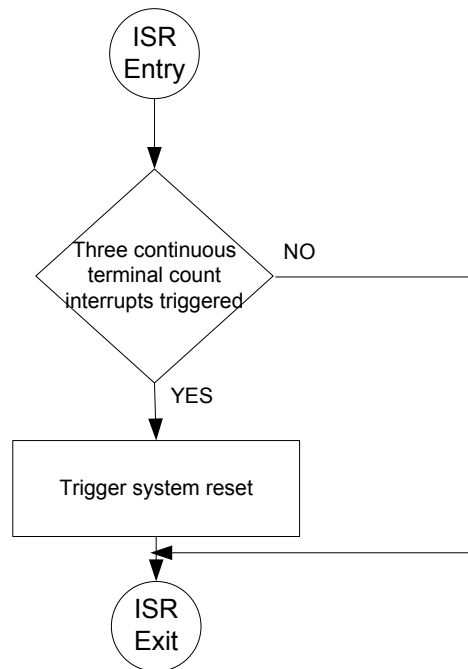 ISR
Entry
Three continuous
terminal count
interrupts triggered
NO
YES
Trigger system reset
ISR
Exit